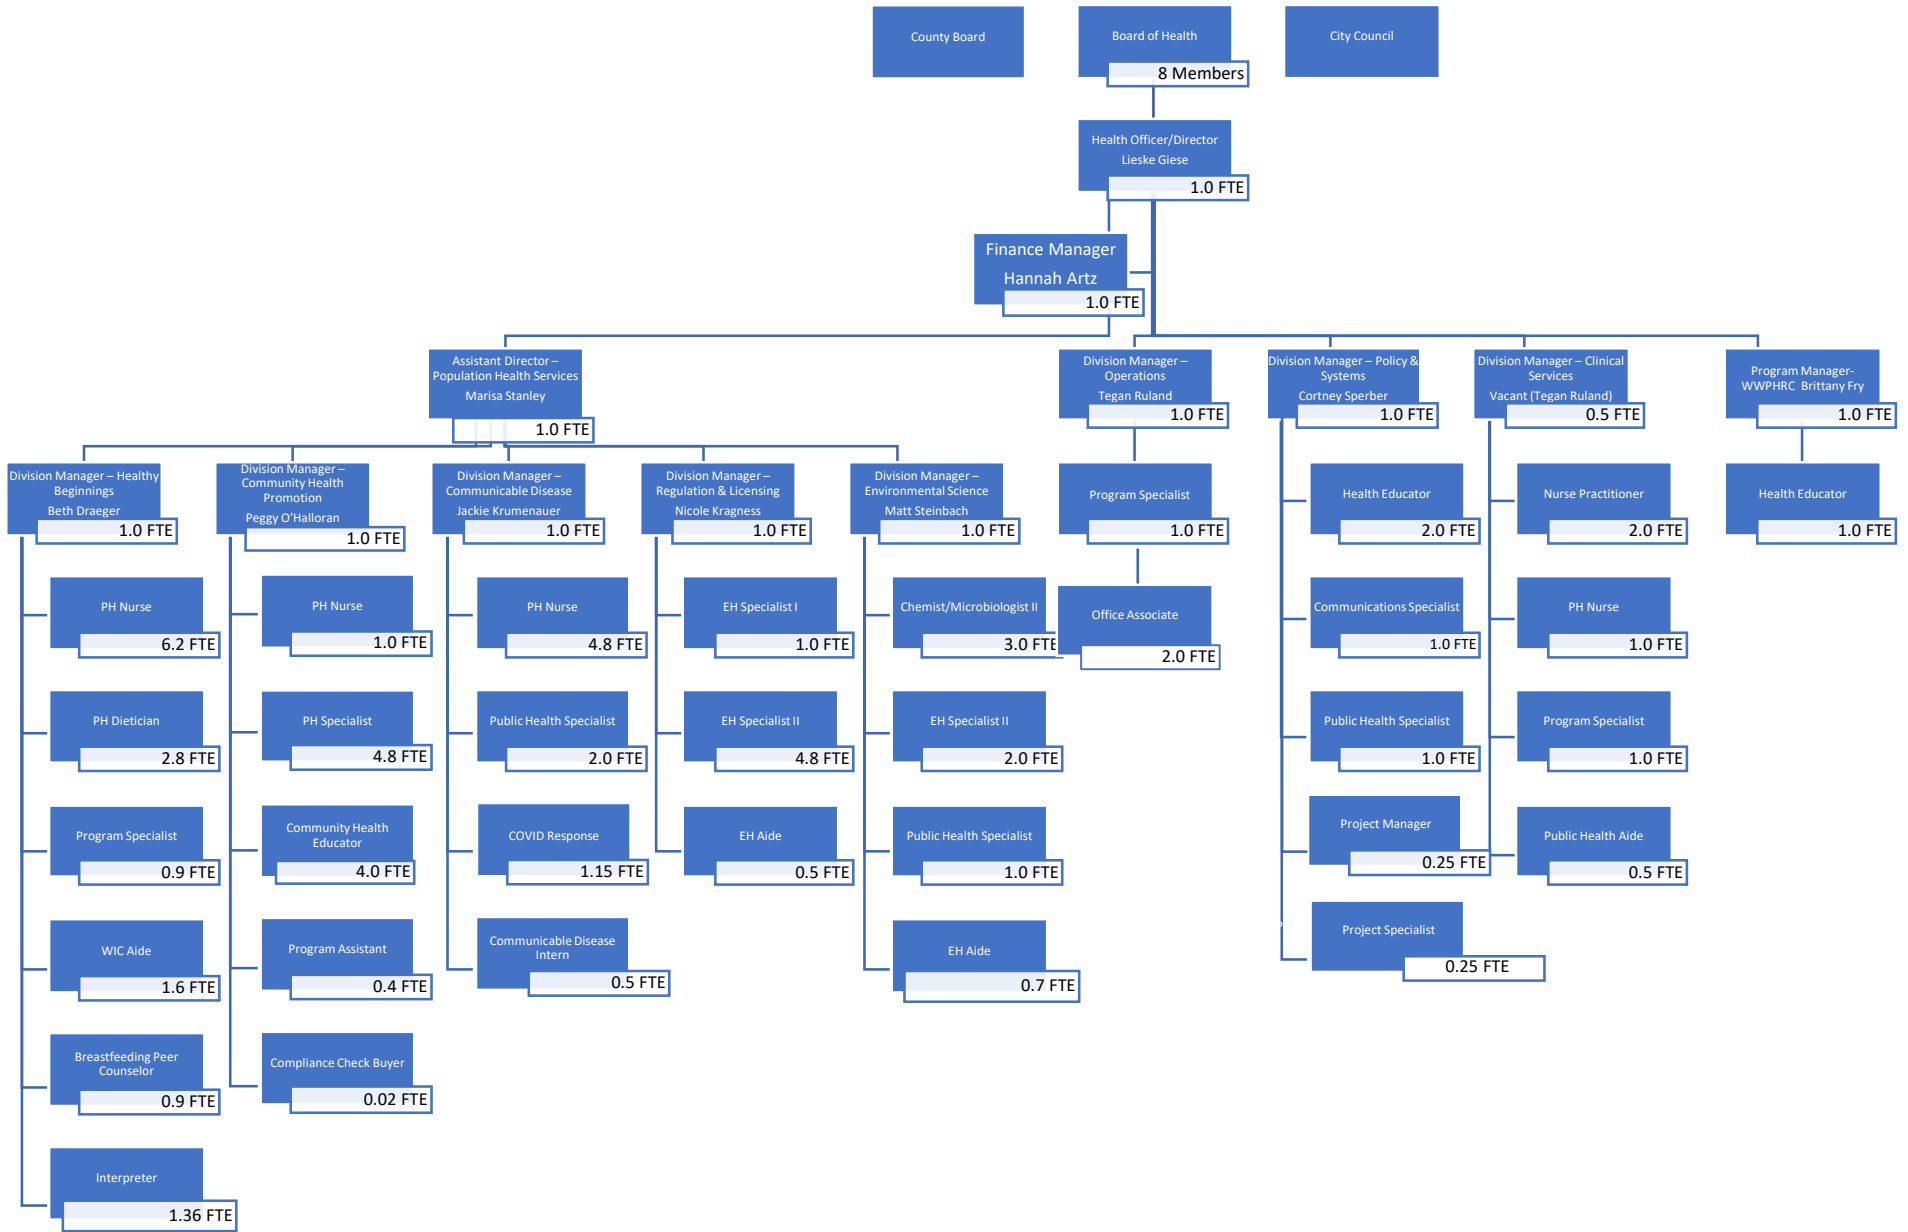 County Board
Board of Health
8 Members
City Council
Health Officer/Director
Lieske Giese
1.0 FTE
Finance Manager
Hannah Artz
1.0 FTE
Assistant Director –
Population Health Services
Marisa Stanley
1.0 FTE
Division Manager –
Operations
Tegan Ruland
1.0 FTE
Division Manager – Policy &
Systems
Cortney Sperber
1.0 FTE
Division Manager – Clinical
Services
Vacant (Tegan Ruland)
0.5 FTE
Program Manager-
WWPHRC Brittany Fry
1.0 FTE
Division Manager – Healthy
Beginnings
Beth Draeger
1.0 FTE
Division Manager –
Community Health
Promotion
Peggy O’Halloran
1.0 FTE
Division Manager –
Communicable Disease
Jackie Krumenauer
1.0 FTE
Division Manager –
Regulation & Licensing
Nicole Kragness
1.0 FTE
Division Manager –
Environmental Science
Matt Steinbach
1.0 FTE
Program Specialist
1.0 FTE
Health Educator
2.0 FTE
Nurse Practitioner
2.0 FTE
Health Educator
1.0 FTE
PH Nurse
6.2 FTE
PH Nurse
1.0 FTE
PH Nurse
4.8 FTE
EH Specialist I
1.0 FTE
Chemist/Microbiologist II
3.0 FTE
Office Associate
2.0 FTE
Communications Specialist
1.0 FTE
PH Nurse
1.0 FTE
PH Dietician
2.8 FTE
PH Specialist
4.8 FTE
Public Health Specialist
2.0 FTE
EH Specialist II
4.8 FTE
EH Specialist II
2.0 FTE
Public Health Specialist
1.0 FTE
Program Specialist
1.0 FTE
Program Specialist
0.9 FTE
Community Health
Educator
4.0 FTE
COVID Response
1.15 FTE
EH Aide
0.5 FTE
Public Health Specialist
1.0 FTE
Project Manager
0.25 FTE
Public Health Aide
0.5 FTE
WIC Aide
1.6 FTE
Program Assistant
0.4 FTE
Communicable Disease
Intern
0.5 FTE
EH Aide
0.7 FTE
Project Specialist
0.25 FTE
Breastfeeding Peer
Counselor
0.9 FTE
Compliance Check Buyer
0.02 FTE
Interpreter
1.36 FTE